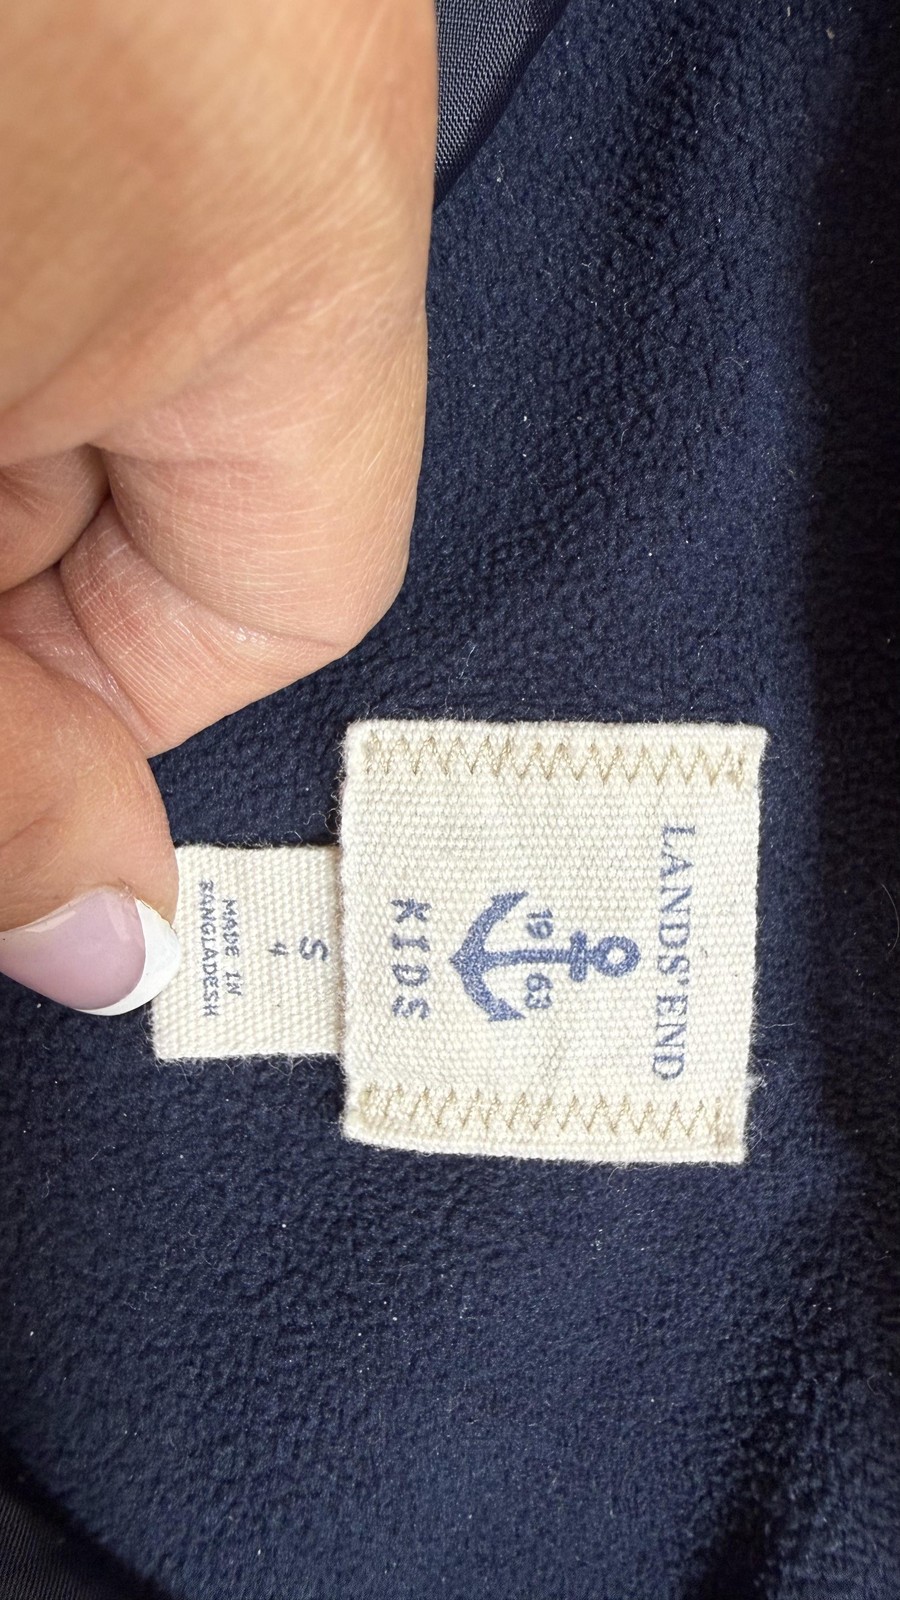 LANDS' END
19 63
KIDS
S
4
MADE IN
BANGLADESH